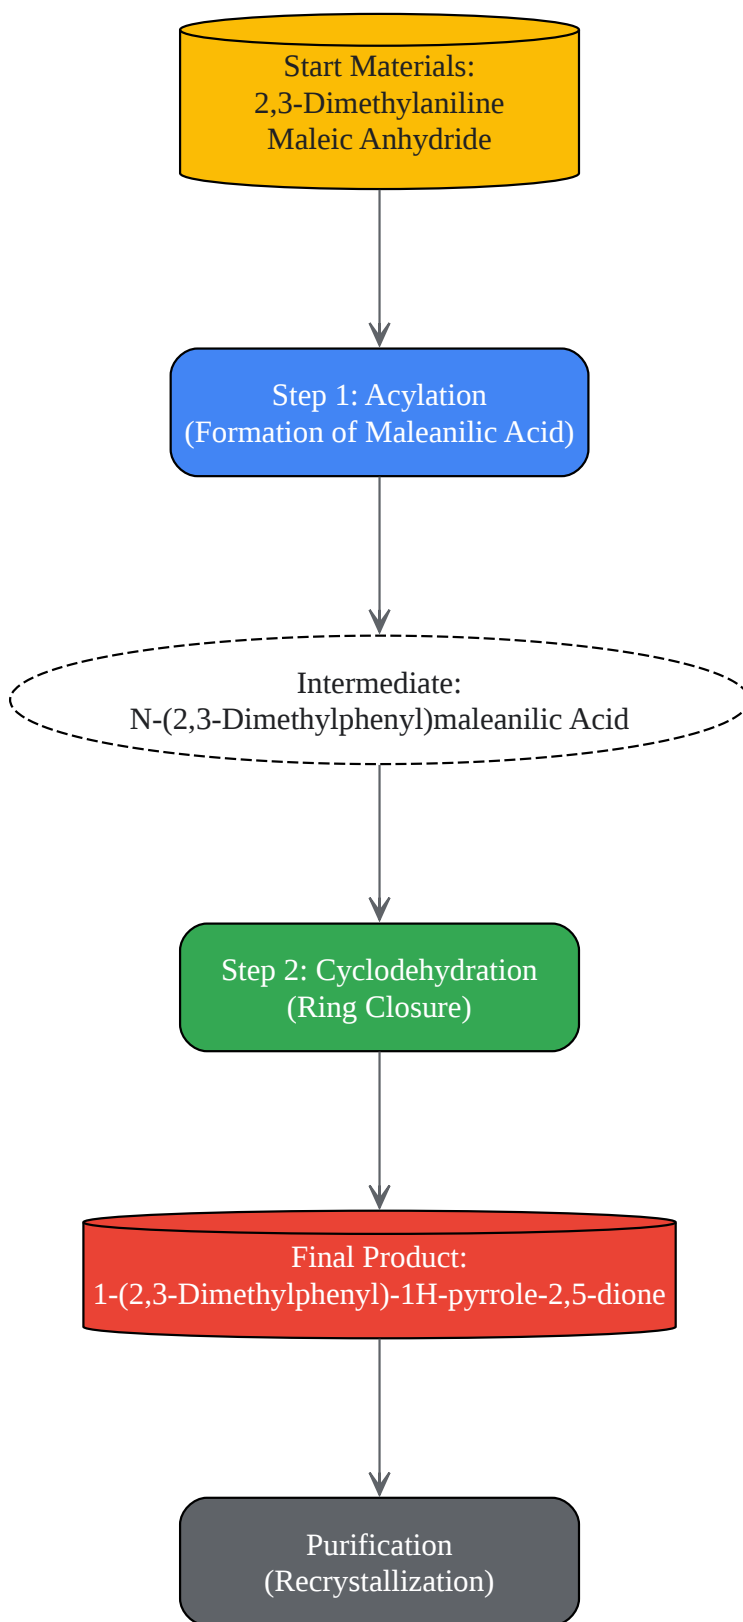 Start Materials:
2,3-Dimethylaniline
Maleic Anhydride
Step 1: Acylation
(Formation of Maleanilic Acid)
Intermediate:
N-(2,3-Dimethylphenyl)maleanilic Acid
Step 2: Cyclodehydration
(Ring Closure)
Final Product:
1-(2,3-Dimethylphenyl)-1H-pyrrole-2,5-dione
Purification
(Recrystallization)